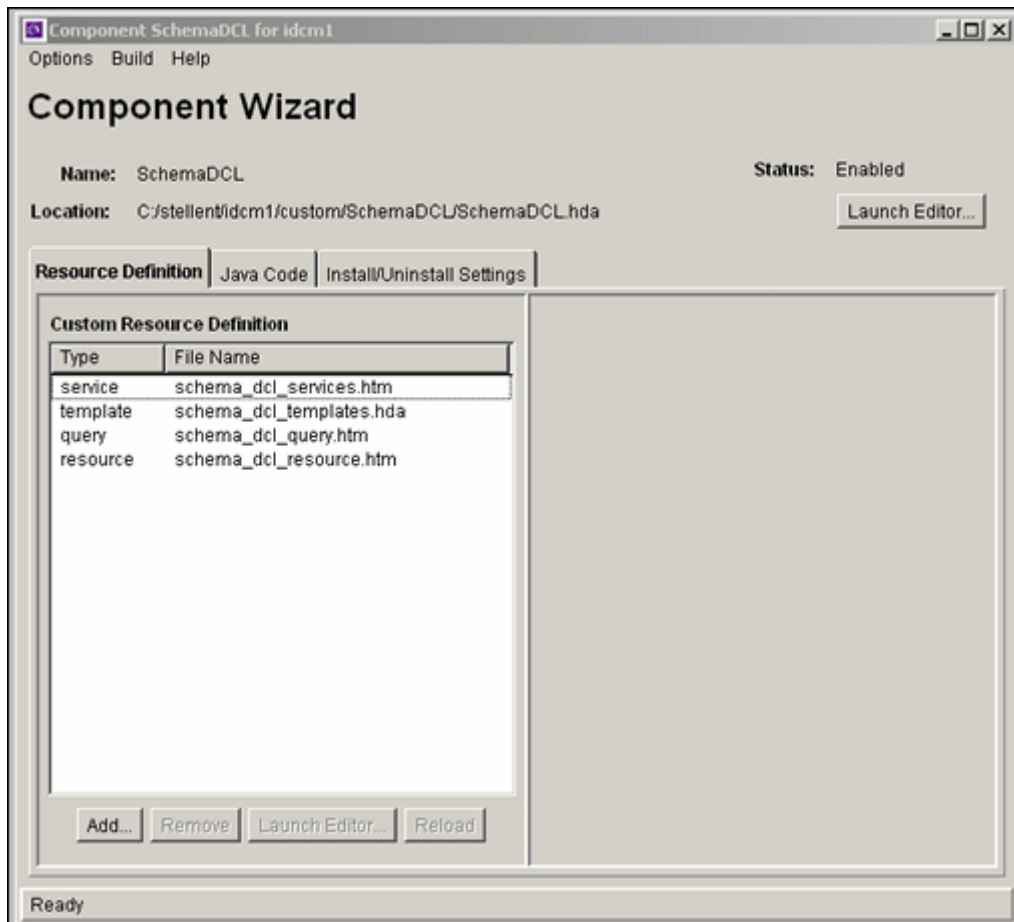 Component SchemaDCL for idcm1
Options Build Help
Component Wizard
Name: SchemaDCL Status: Enabled
Location: C:/stellent/idcm1/custom/SchemaDCL/SchemaDCL.hda Launch Editor...
Resource Definition Java Code Install/Uninstall Settings
Custom Resource Definition
Type File Name
service schema_dcl_services.htm
template schema_dcl_templates.hda
query schema_dcl_query.htm
resource schema_dcl_resource.htm
Add... Remove Launch Editor... Reload
Ready